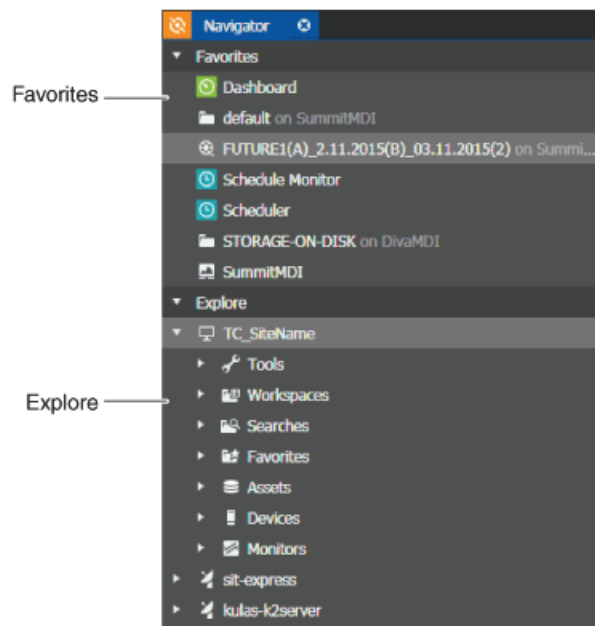 Navigator
Favorites
Favorites
Dashboard
default on SummitMDI
FUTURE1(A)_2.11.2015(B)_03.11.2015(2) on Summi...
Schedule Monitor
Scheduler
STORAGE-ON-DISK on DivaMDI
SummitMDI
Explore
TC_SiteName
Tools
Explore
Workspaces
Searches
Favorites
Assets
Devices
Monitors
sit-express
kulas-k2server